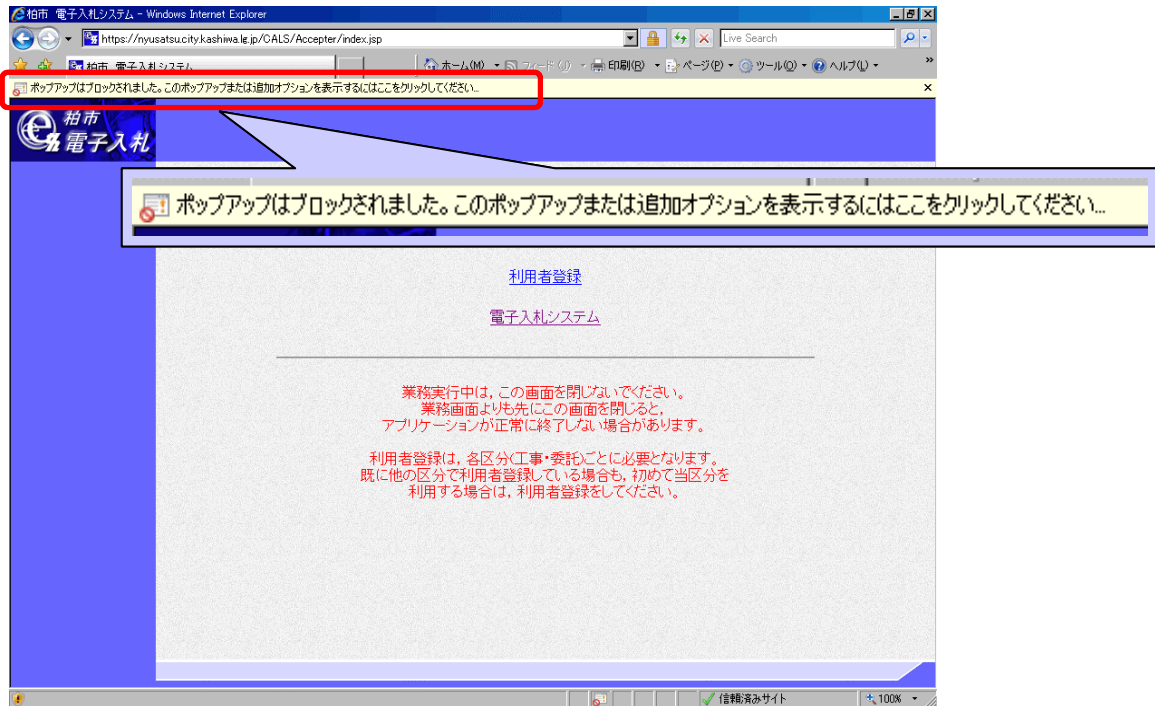 柏市 電子入札システム - Windows Internet Explorer
https://nyusatsu.city.kashiwa.lg.jp/CALS/Accepter/index.jsp
Live Search
柏市 電子入札システム
ホーム(M)
フィード(J)
印刷(R)
ページ(P)
ツール(O)
ヘルプ(L)
»
ポップアップはブロックされました。このポップアップまたは追加オプションを表示するにはここをクリックしてください...
柏市
電子入札
ポップアップはブロックされました。このポップアップまたは追加オプションを表示するにはここをクリックしてください...
利用者登録
電子入札システム
業務実行中は，この画面を閉じないでください。
業務画面よりも先にこの画面を閉じると，
アプリケーションが正常に終了しない場合があります。
利用者登録は，各区分(工事・委託)ごとに必要となります。
既に他の区分で利用者登録している場合も，初めて当区分を
利用する場合は，利用者登録をしてください。
信頼済みサイト
100%